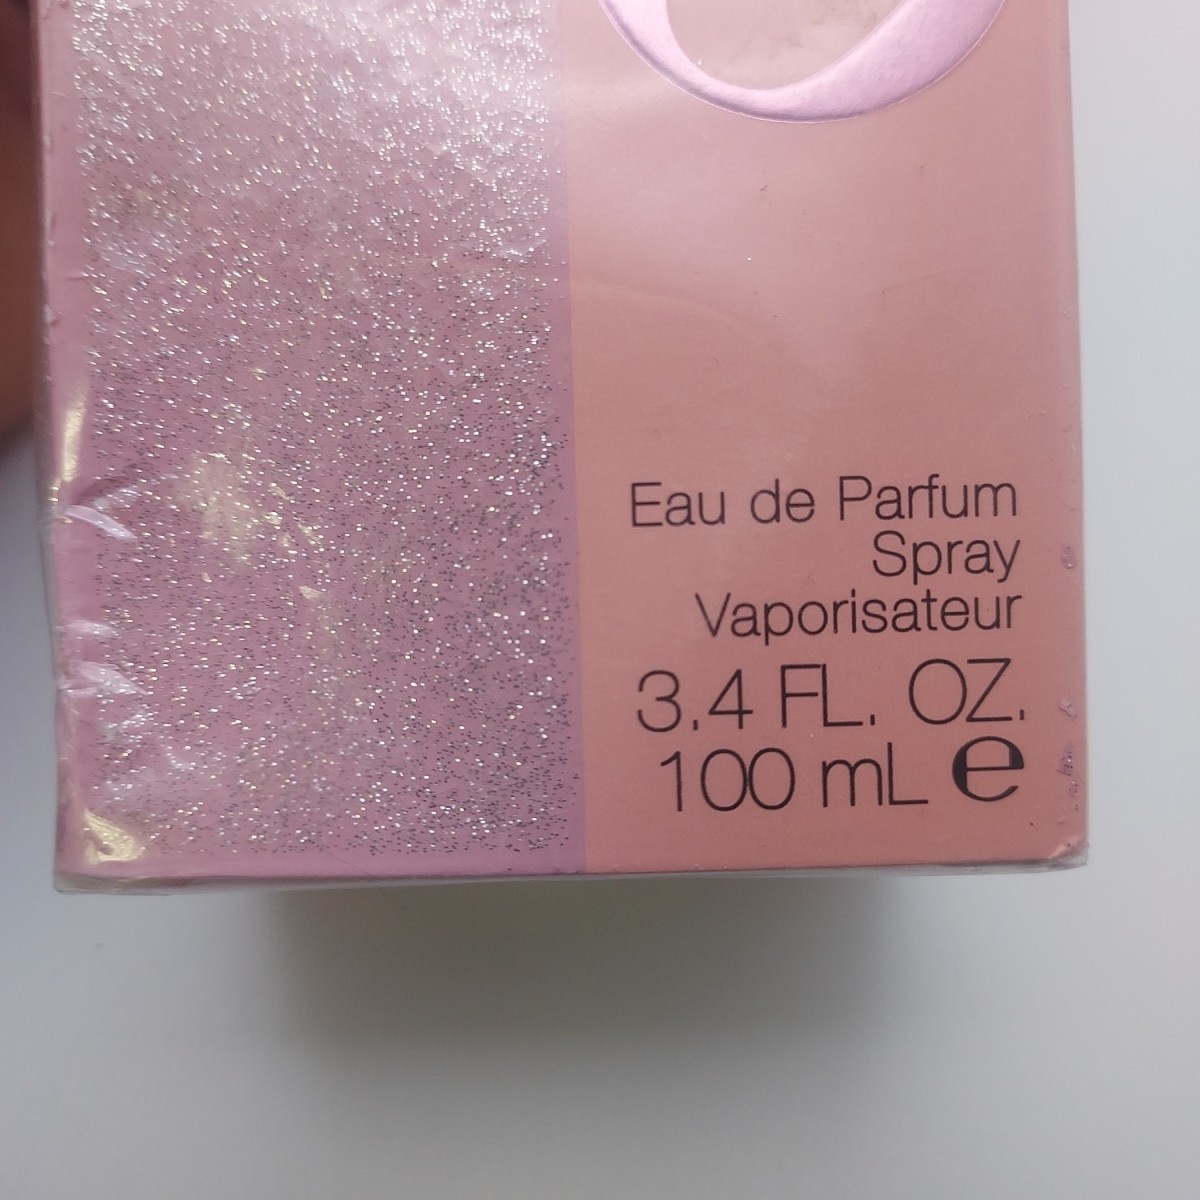 Eau de Parfum
Spray
Vaporisateur
3.4 FL. OZ.
100 mL ℮